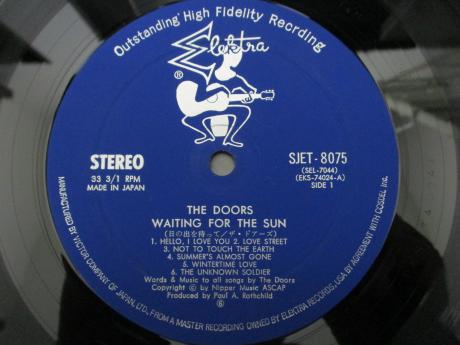 Outstanding High Fidelity Recrding
Elektra
®
STEREO
33 3/1 RPM
MADE IN JAPAN
SJET-8075
(SEL-7044)
(EKS-74024-A)
SIDE 1
THE DOORS
WAITING FOR THE SUN
(日の出を待って/ザ・ドアーズ)
1. HELLO, I LOVE YOU 2. LOVE STREET
3. NOT TO TOUCH THE EARTH
4. SUMMER'S ALMOST GONE
5. WINTERTIME LOVE
6. THE UNKNOWN SOLDIER
Words & Music to all songs by The Doors
Copyright © by Nipper Music ASCAP
Produced by Paul A. Rothchild
MANUFACTURED BY VICTOR COMPANY OF JAPAN, LTD., FROM A MASTER RECORDING OWNED BY ELEKTRA RECORDS, USA BY AGREEMENT WITH COSDEL Inc.